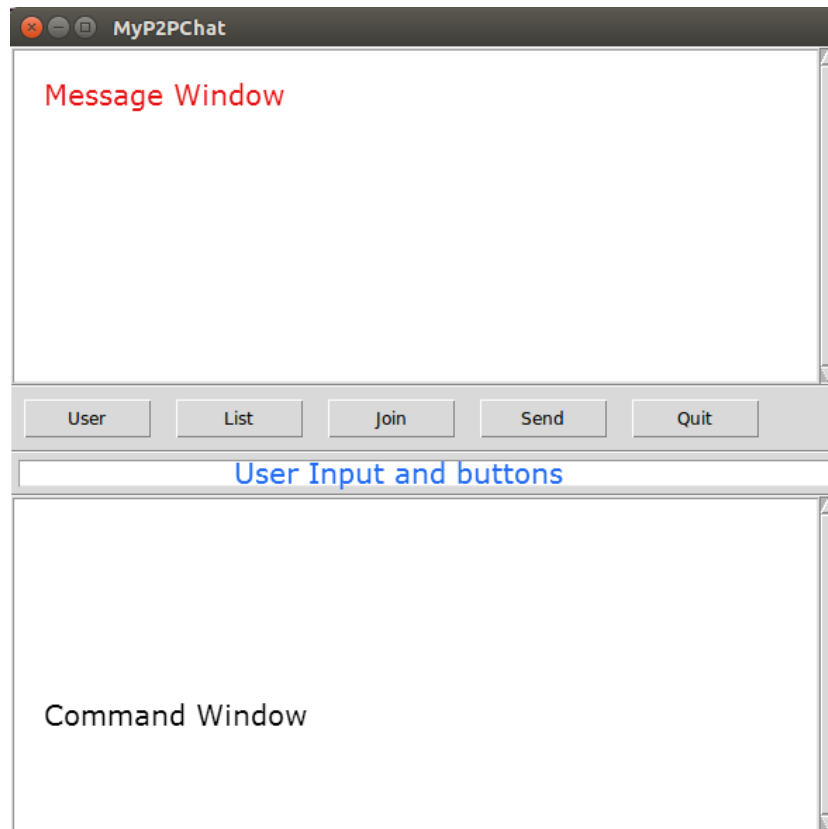 MyP2PChat
Message Window
User List Join Send Quit
User Input and buttons
Command Window